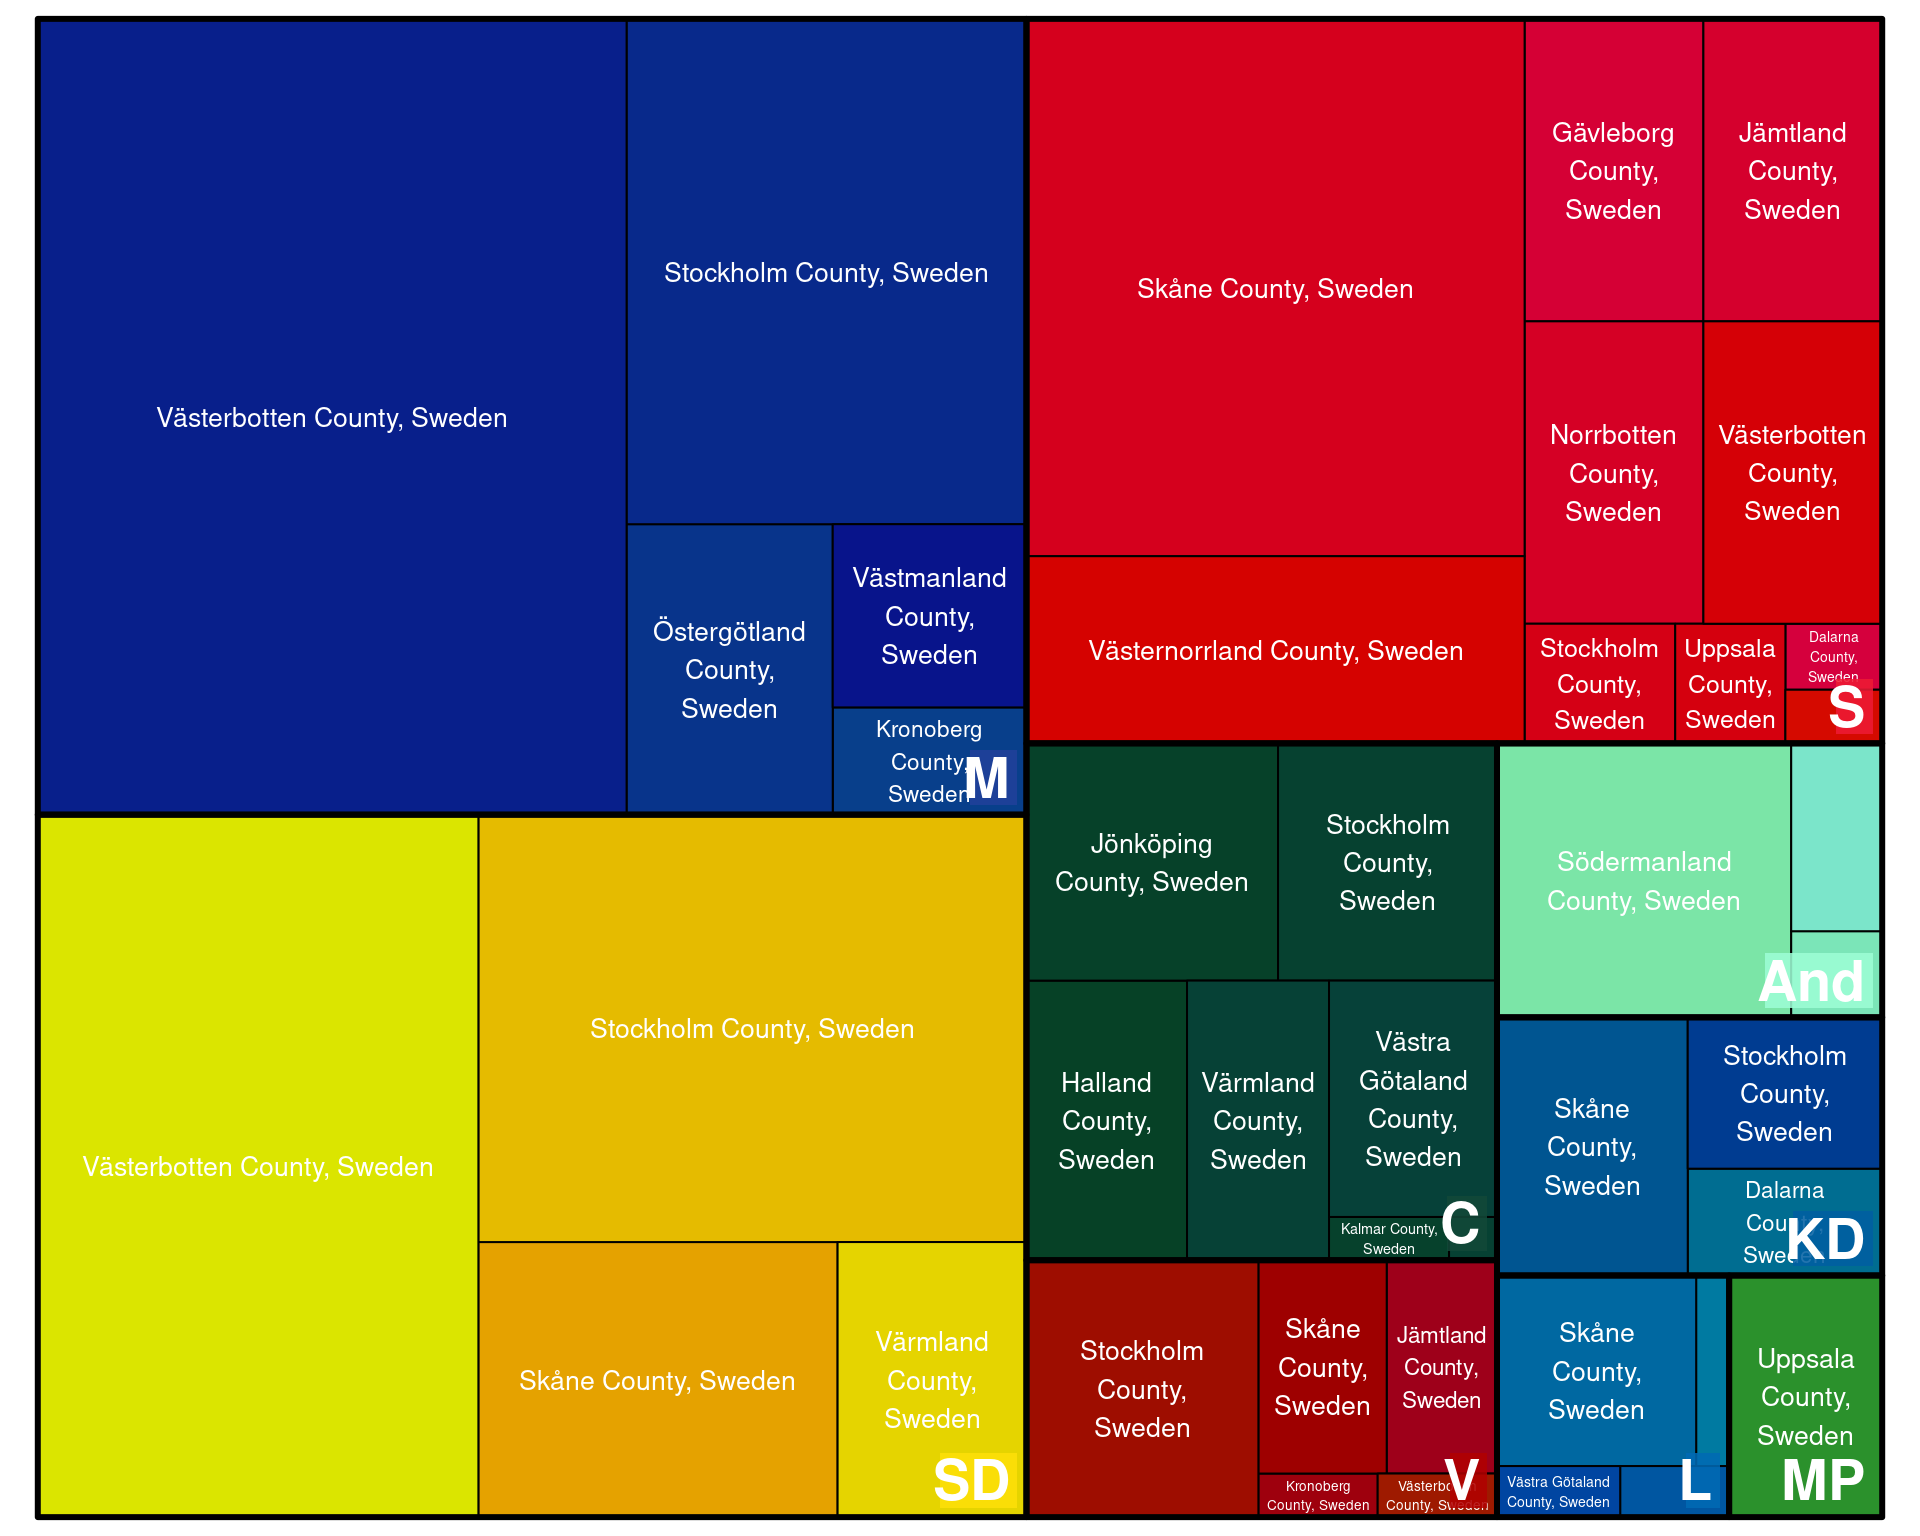 Västerbotten County, Sweden
Stockholm County, Sweden
Östergötland
County,
Sweden
Västmanland
County,
Sweden
Kronoberg
County,
Sweden
M
Skåne County, Sweden
Västernorrland County, Sweden
Gävleborg
County,
Sweden
Jämtland
County,
Sweden
Norrbotten
County,
Sweden
Västerbotten
County,
Sweden
Stockholm
County,
Sweden
Uppsala
County,
Sweden
Dalarna
County,
Sweden
S
Västerbotten County, Sweden
Stockholm County, Sweden
Skåne County, Sweden
Värmland
County,
Sweden
SD
Jönköping
County, Sweden
Stockholm
County,
Sweden
Halland
County,
Sweden
Värmland
County,
Sweden
Västra
Götaland
County,
Sweden
Kalmar County,
Sweden
C
Södermanland
County, Sweden
And
Skåne
County,
Sweden
Stockholm
County,
Sweden
Dalarna
County,
Sweden
KD
Stockholm
County,
Sweden
Skåne
County,
Sweden
Jämtland
County,
Sweden
Kronoberg
County, Sweden
Västerbotten
County, Sweden
V
Skåne
County,
Sweden
Västra Götaland
County, Sweden
L
Uppsala
County,
Sweden
MP